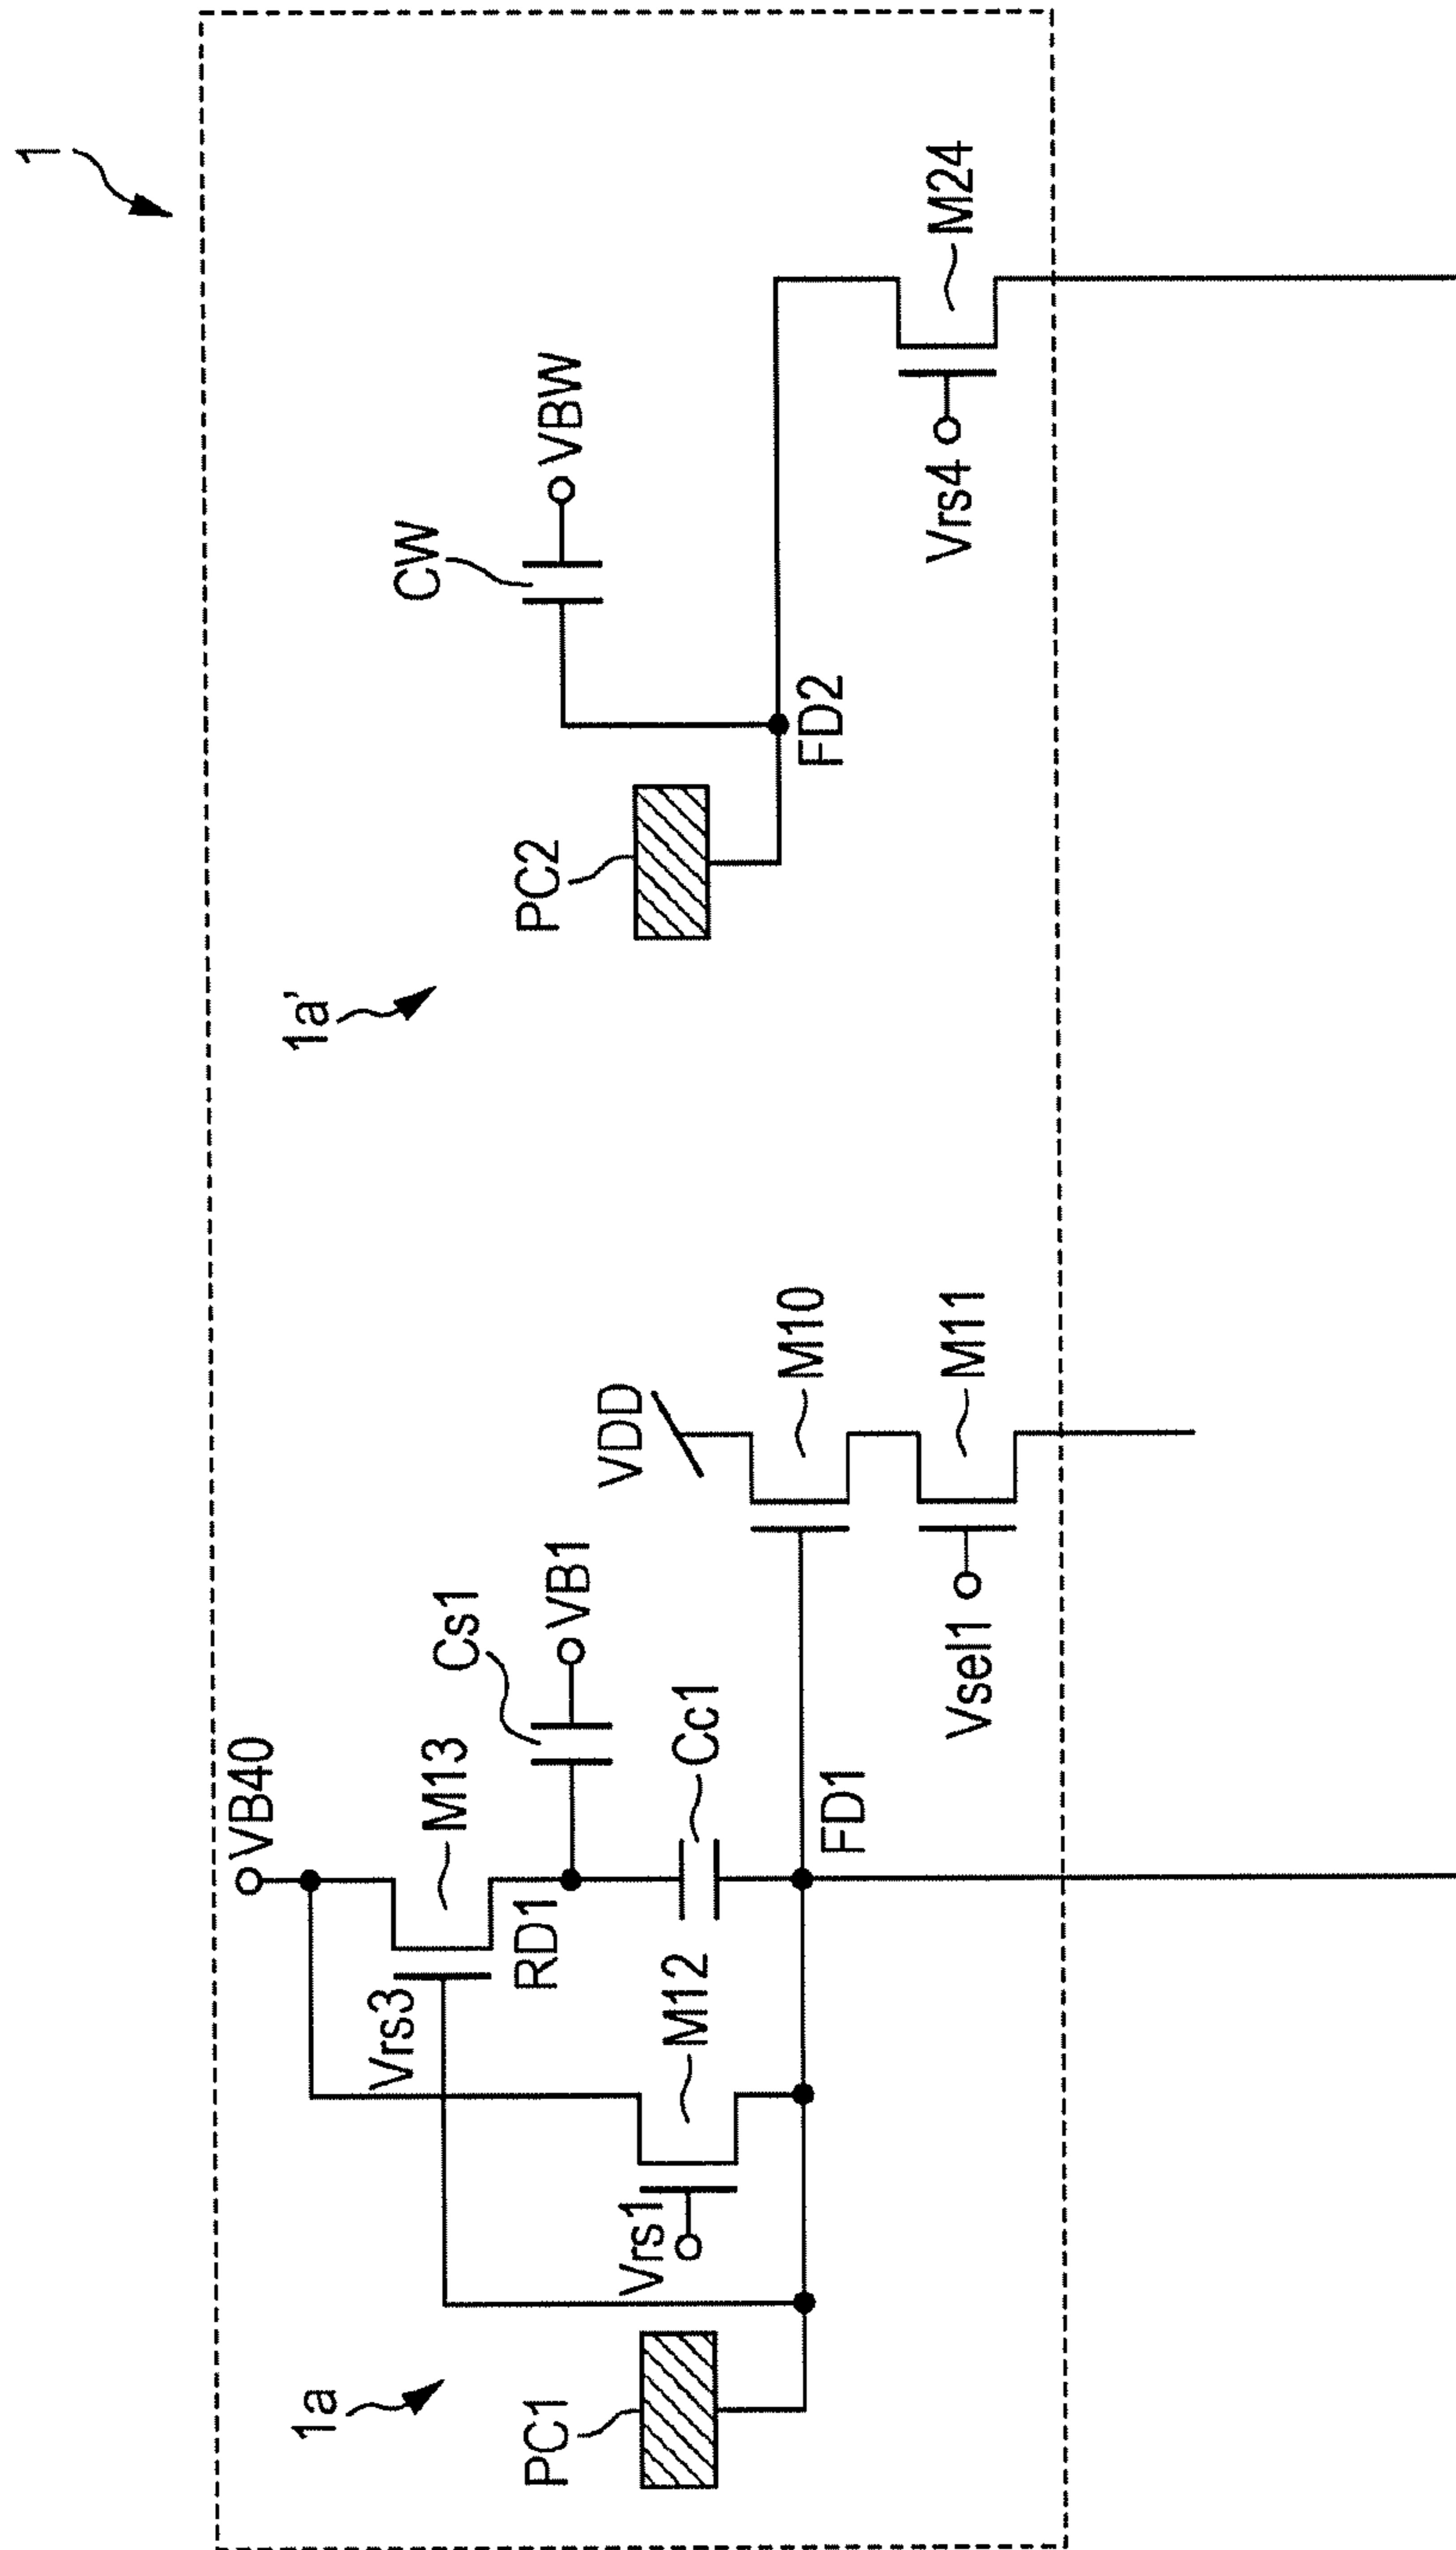 1
1a
1a'
VB40
Vrs3
M13
Cs1
VB1
VDD
RD1
Cc1
M12
Vrs1
PC1
FD1
M10
M11
Vsel1
PC2
CW
VBW
FD2
Vrs4
M24